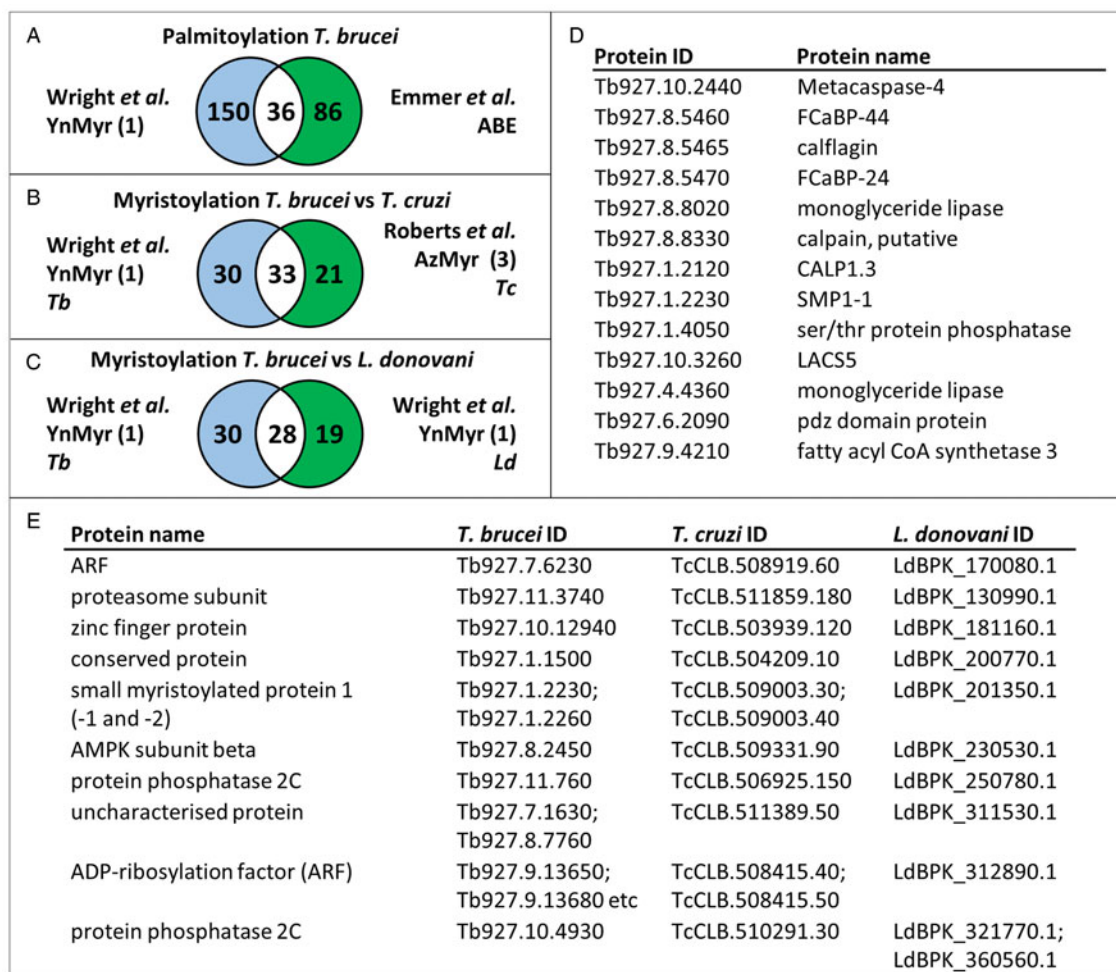 A
Palmitoylation T. brucei
Wright et al.
YnMyr (1)
150
36
86
Emmer et al.
ABE
B
Myristoylation T. brucei vs T. cruzi
Wright et al.
YnMyr (1)
Tb
30
33
21
Roberts et al.
AzMyr (3)
Tc
C
Myristoylation T. brucei vs L. donovani
Wright et al.
YnMyr (1)
Tb
30
28
19
Wright et al.
YnMyr (1)
Ld
D
Protein ID Protein name
Tb927.10.2440 Metacaspase-4
Tb927.8.5460 FCaBP-44
Tb927.8.5465 calflagin
Tb927.8.5470 FCaBP-24
Tb927.8.8020 monoglyceride lipase
Tb927.8.8330 calpain, putative
Tb927.1.2120 CALP1.3
Tb927.1.2230 SMP1-1
Tb927.1.4050 ser/thr protein phosphatase
Tb927.10.3260 LACS5
Tb927.4.4360 monoglyceride lipase
Tb927.6.2090 pdz domain protein
Tb927.9.4210 fatty acyl CoA synthetase 3
E
Protein name T. brucei ID T. cruzi ID L. donovani ID
ARF Tb927.7.6230 TcCLB.508919.60 LdBPK_170080.1
proteasome subunit Tb927.11.3740 TcCLB.511859.180 LdBPK_130990.1
zinc finger protein Tb927.10.12940 TcCLB.503939.120 LdBPK_181160.1
conserved protein Tb927.1.1500 TcCLB.504209.10 LdBPK_200770.1
small myristoylated protein 1 Tb927.1.2230; TcCLB.509003.30; LdBPK_201350.1
(-1 and -2) Tb927.1.2260 TcCLB.509003.40
AMPK subunit beta Tb927.8.2450 TcCLB.509331.90 LdBPK_230530.1
protein phosphatase 2C Tb927.11.760 TcCLB.506925.150 LdBPK_250780.1
uncharacterised protein Tb927.7.1630; TcCLB.511389.50 LdBPK_311530.1
Tb927.8.7760
ADP-ribosylation factor (ARF) Tb927.9.13650; TcCLB.508415.40; LdBPK_312890.1
Tb927.9.13680 etc TcCLB.508415.50
protein phosphatase 2C Tb927.10.4930 TcCLB.510291.30 LdBPK_321770.1;
LdBPK_360560.1